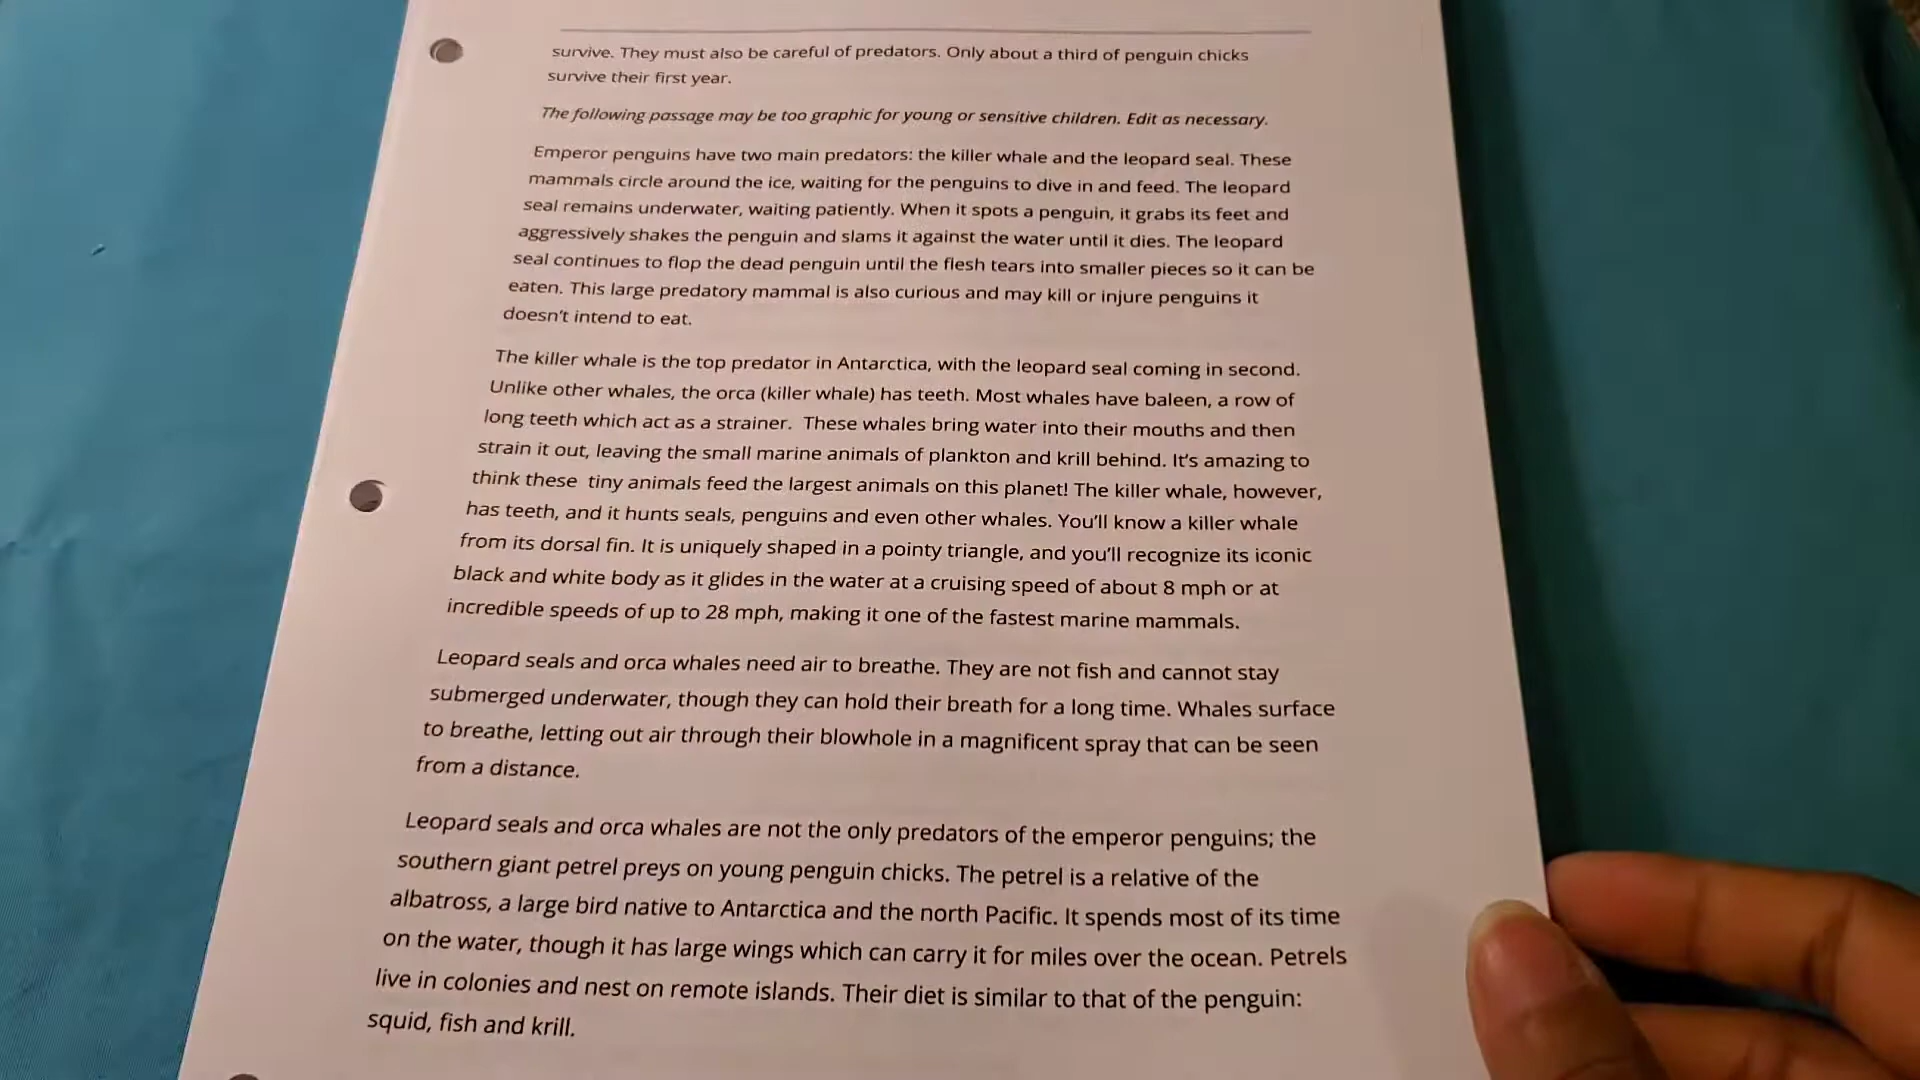 survive. They must also be careful of predators. Only about a third of penguin chicks
survive their first year.
The following passage may be too graphic for young or sensitive children. Edit as necessary.
Emperor penguins have two main predators: the killer whale and the leopard seal. These
mammals circle around the ice, waiting for the penguins to dive in and feed. The leopard
seal remains underwater, waiting patiently. When it spots a penguin, it grabs its feet and
aggressively shakes the penguin and slams it against the water until it dies. The leopard
seal continues to flop the dead penguin until the flesh tears into smaller pieces so it can be
eaten. This large predatory mammal is also curious and may kill or injure penguins it
doesn't intend to eat.
The killer whale is the top predator in Antarctica, with the leopard seal coming in second.
Unlike other whales, the orca (killer whale) has teeth. Most whales have baleen, a row of
long teeth which act as a strainer. These whales bring water into their mouths and then
strain it out, leaving the small marine animals of plankton and krill behind. It's amazing to
think these tiny animals feed the largest animals on this planet! The killer whale, however,
has teeth, and it hunts seals, penguins and even other whales. You'll know a killer whale
from its dorsal fin. It is uniquely shaped in a pointy triangle, and you'll recognize its iconic
black and white body as it glides in the water at a cruising speed of about 8 mph or at
incredible speeds of up to 28 mph, making it one of the fastest marine mammals.
Leopard seals and orca whales need air to breathe. They are not fish and cannot stay
submerged underwater, though they can hold their breath for a long time. Whales surface
to breathe, letting out air through their blowhole in a magnificent spray that can be seen
from a distance.
Leopard seals and orca whales are not the only predators of the emperor penguins; the
southern giant petrel preys on young penguin chicks. The petrel is a relative of the
albatross, a large bird native to Antarctica and the north Pacific. It spends most of its time
on the water, though it has large wings which can carry it for miles over the ocean. Petrels
live in colonies and nest on remote islands. Their diet is similar to that of the penguin:
squid, fish and krill.